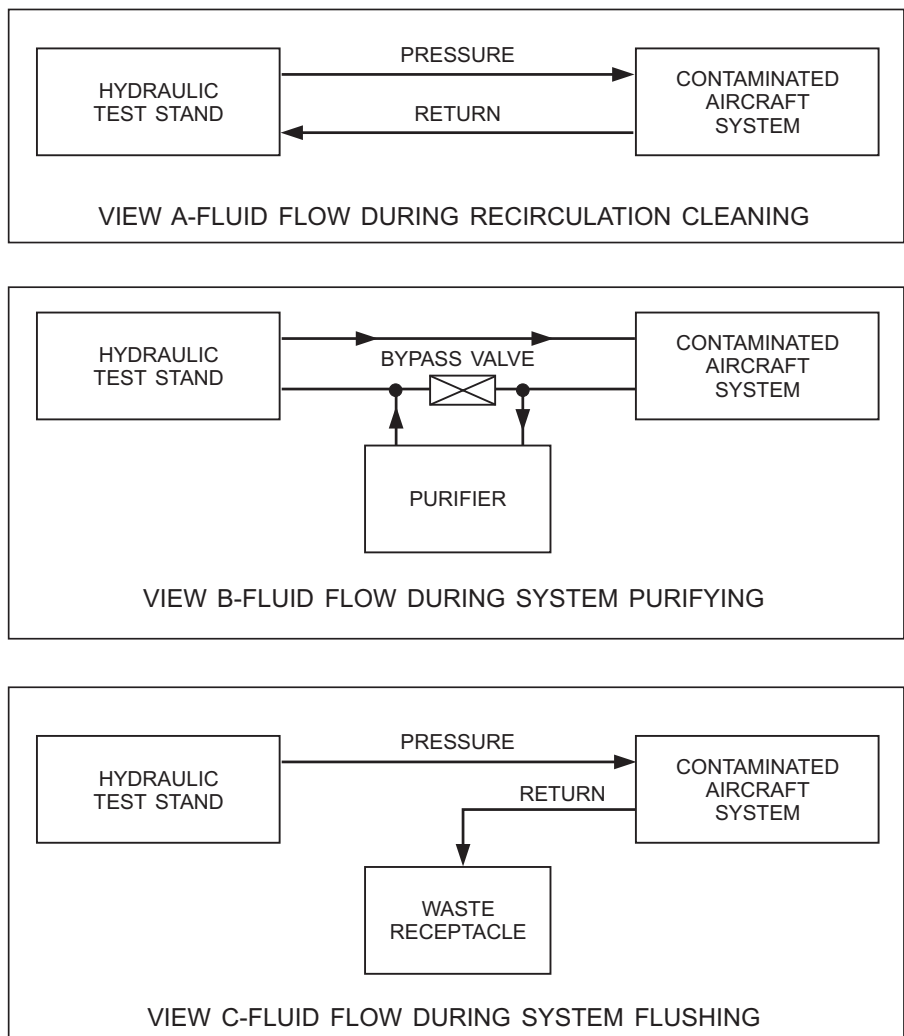 PRESSURE
HYDRAULIC
TEST STAND
CONTAMINATED
AIRCRAFT
SYSTEM
RETURN
VIEW A-FLUID FLOW DURING RECIRCULATION CLEANING
HYDRAULIC
TEST STAND
BYPASS VALVE
CONTAMINATED
AIRCRAFT
SYSTEM
PURIFIER
VIEW B-FLUID FLOW DURING SYSTEM PURIFYING
PRESSURE
HYDRAULIC
TEST STAND
CONTAMINATED
AIRCRAFT
SYSTEM
RETURN
WASTE
RECEPTACLE
VIEW C-FLUID FLOW DURING SYSTEM FLUSHING